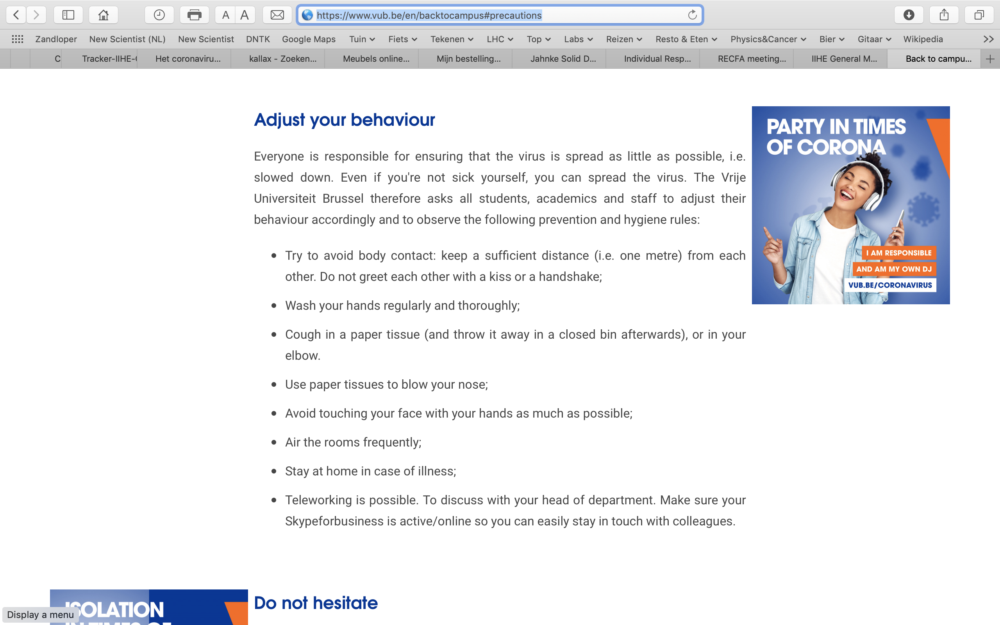 A A https://www.vub.be/en/backtocampus#precautions
Zandloper New Scientist (NL) New Scientist DNTK Google Maps Tuin Fiets Tekenen LHC Top Labs Reizen Resto & Eten Physics&Cancer Bier Gitaar Wikipedia
C Tracker-IIHE- Het coronaviru... kallax - Zoeken... Meubels online... Mijn bestelling... Jahnke Solid D... Individual Resp... RECFA meeting... IIHE General M... Back to campu...
Adjust your behaviour
Everyone is responsible for ensuring that the virus is spread as little as possible, i.e.
slowed down. Even if you're not sick yourself, you can spread the virus. The Vrije
Universiteit Brussel therefore asks all students, academics and staff to adjust their
behaviour accordingly and to observe the following prevention and hygiene rules:
• Try to avoid body contact: keep a sufficient distance (i.e. one metre) from each
other. Do not greet each other with a kiss or a handshake;
• Wash your hands regularly and thoroughly;
• Cough in a paper tissue (and throw it away in a closed bin afterwards), or in your
elbow.
• Use paper tissues to blow your nose;
• Avoid touching your face with your hands as much as possible;
• Air the rooms frequently;
• Stay at home in case of illness;
• Teleworking is possible. To discuss with your head of department. Make sure your
Skypeforbusiness is active/online so you can easily stay in touch with colleagues.
PARTY IN TIMES
OF CORONA
I AM RESPONSIBLE
AND AM MY OWN DJ
VUB.BE/CORONAVIRUS
Do not hesitate
ISOLATION
IN TIMES OF
Display a menu